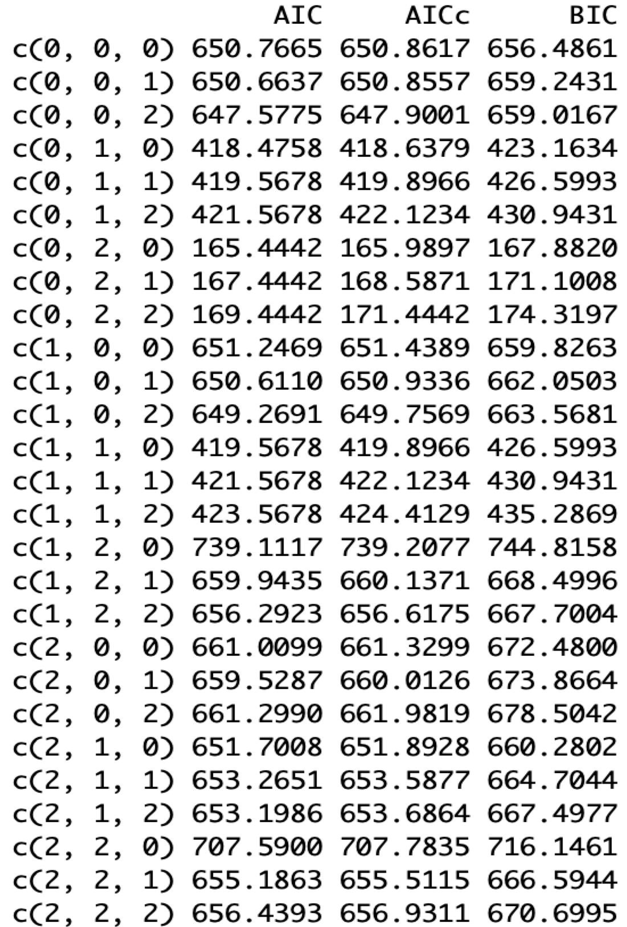 AIC AICc BIC
c(0, 0, 0) 650.7665 650.8617 656.4861
c(0, 0, 1) 650.6637 650.8557 659.2431
c(0, 0, 2) 647.5775 647.9001 659.0167
c(0, 1, 0) 418.4758 418.6379 423.1634
c(0, 1, 1) 419.5678 419.8966 426.5993
c(0, 1, 2) 421.5678 422.1234 430.9431
c(0, 2, 0) 165.4442 165.9897 167.8820
c(0, 2, 1) 167.4442 168.5871 171.1008
c(0, 2, 2) 169.4442 171.4442 174.3197
c(1, 0, 0) 651.2469 651.4389 659.8263
c(1, 0, 1) 650.6110 650.9336 662.0503
c(1, 0, 2) 649.2691 649.7569 663.5681
c(1, 1, 0) 419.5678 419.8966 426.5993
c(1, 1, 1) 421.5678 422.1234 430.9431
c(1, 1, 2) 423.5678 424.4129 435.2869
c(1, 2, 0) 739.1117 739.2077 744.8158
c(1, 2, 1) 659.9435 660.1371 668.4996
c(1, 2, 2) 656.2923 656.6175 667.7004
c(2, 0, 0) 661.0099 661.3299 672.4800
c(2, 0, 1) 659.5287 660.0126 673.8664
c(2, 0, 2) 661.2990 661.9819 678.5042
c(2, 1, 0) 651.7008 651.8928 660.2802
c(2, 1, 1) 653.2651 653.5877 664.7044
c(2, 1, 2) 653.1986 653.6864 667.4977
c(2, 2, 0) 707.5900 707.7835 716.1461
c(2, 2, 1) 655.1863 655.5115 666.5944
c(2, 2, 2) 656.4393 656.9311 670.6995